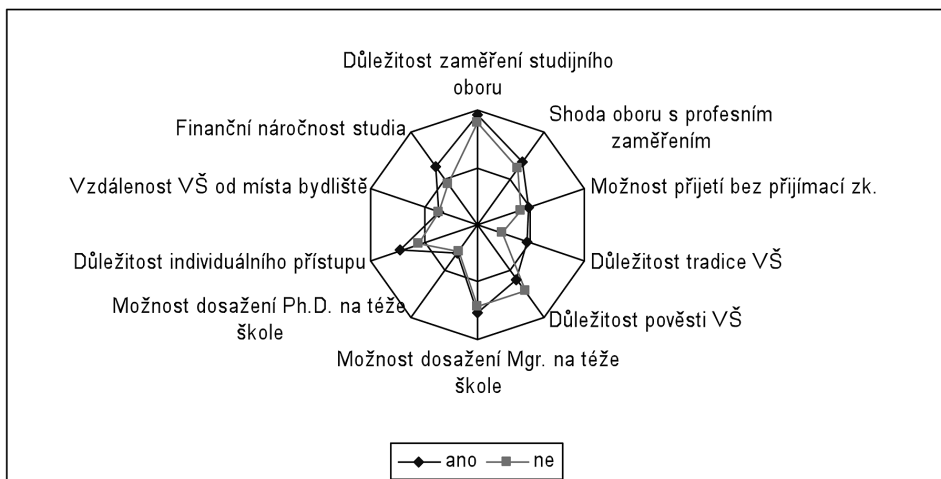 Důležitost zaměření studijního
oboru
Shoda oboru s profesním
zaměřením
Možnost přijetí bez přijímací zk.
Důležitost tradice VŠ
Důležitost pověsti VŠ
Možnost dosažení Mgr. na téže
škole
Možnost dosažení Ph.D. na téže
škole
Důležitost individuálního přístupu
Vzdálenost VŠ od místa bydliště
Finanční náročnost studia
ano
ne